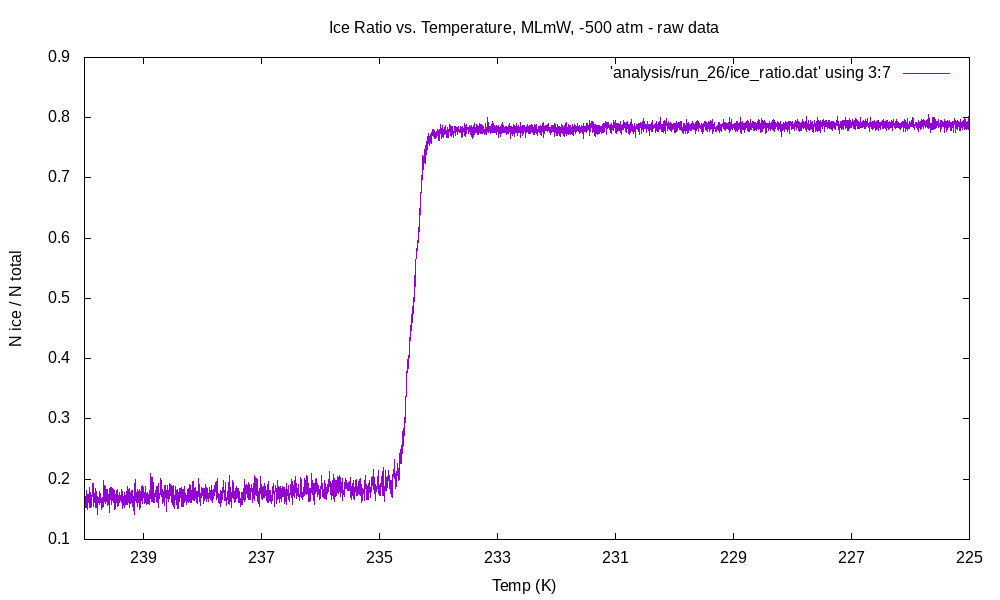 Ice Ratio vs. Temperature, MLmW, -500 atm - raw data
'analysis/run_26/ice_ratio.dat' using 3:7
N ice / N total
0.9
0.8
0.7
0.6
0.5
0.4
0.3
0.2
0.1
239 237 235 233 231 229 227 225
Temp (K)